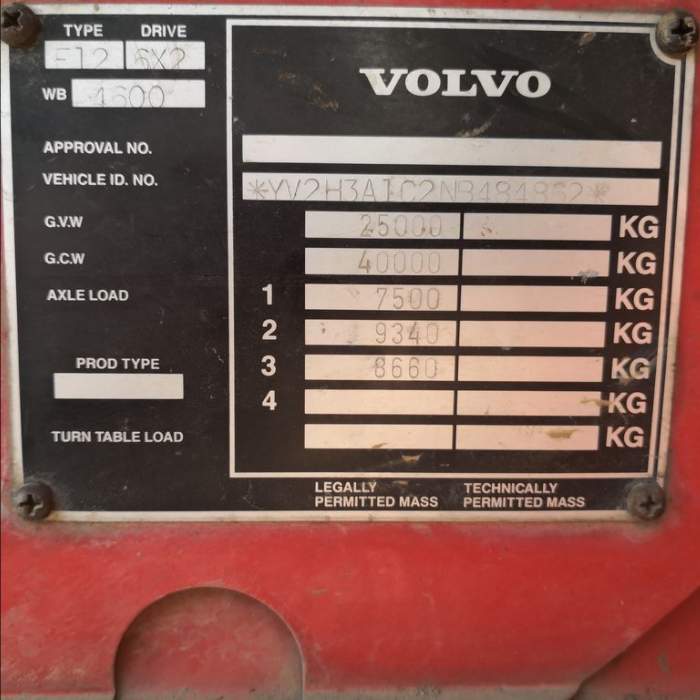 TYPE DRIVE
F12 6X2
WB 4600
VOLVO
APPROVAL NO.
VEHICLE ID. NO. *YV2H3A1C2NB484862*
G.V.W 25000 KG
G.C.W 40000 KG
AXLE LOAD 1 7500 KG
2 9340 KG
PROD TYPE 3 8660 KG
4 KG
TURN TABLE LOAD KG
LEGALLY PERMITTED MASS
TECHNICALLY PERMITTED MASS